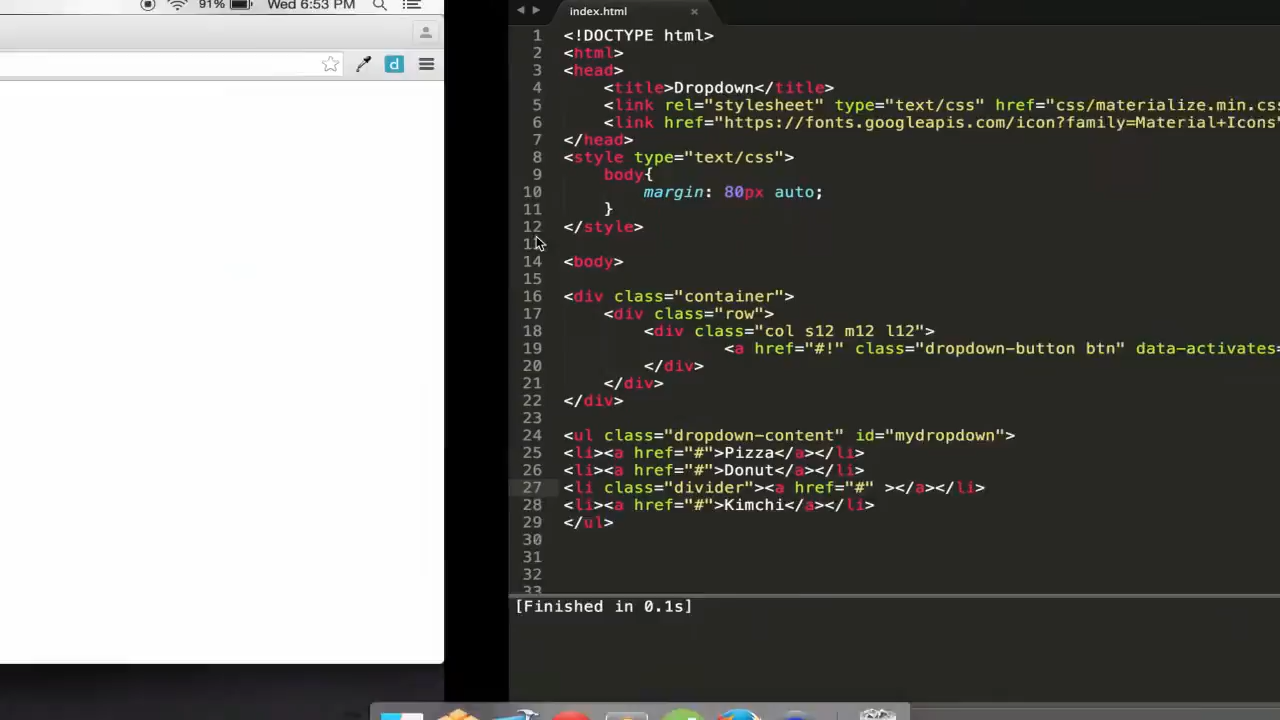 91% Wed 6:53 PM
d
index.html ×
1 <!DOCTYPE html>
2 <html>
3 <head>
4 <title>Dropdown</title>
5 <link rel="stylesheet" type="text/css" href="css/materialize.min.css
6 <link href="https://fonts.googleapis.com/icon?family=Material+Icons"
7 </head>
8 <style type="text/css">
9 body{
10 margin: 80px auto;
11 }
12 </style>
13
14 <body>
15
16 <div class="container">
17 <div class="row">
18 <div class="col s12 m12 l12">
19 <a href="#!" class="dropdown-button btn" data-activates=
20 </div>
21 </div>
22 </div>
23
24 <ul class="dropdown-content" id="mydropdown">
25 <li><a href="#">Pizza</a></li>
26 <li><a href="#">Donut</a></li>
27 <li class="divider"><a href="#" ></a></li>
28 <li><a href="#">Kimchi</a></li>
29 </ul>
30
31
32
33
[Finished in 0.1s]